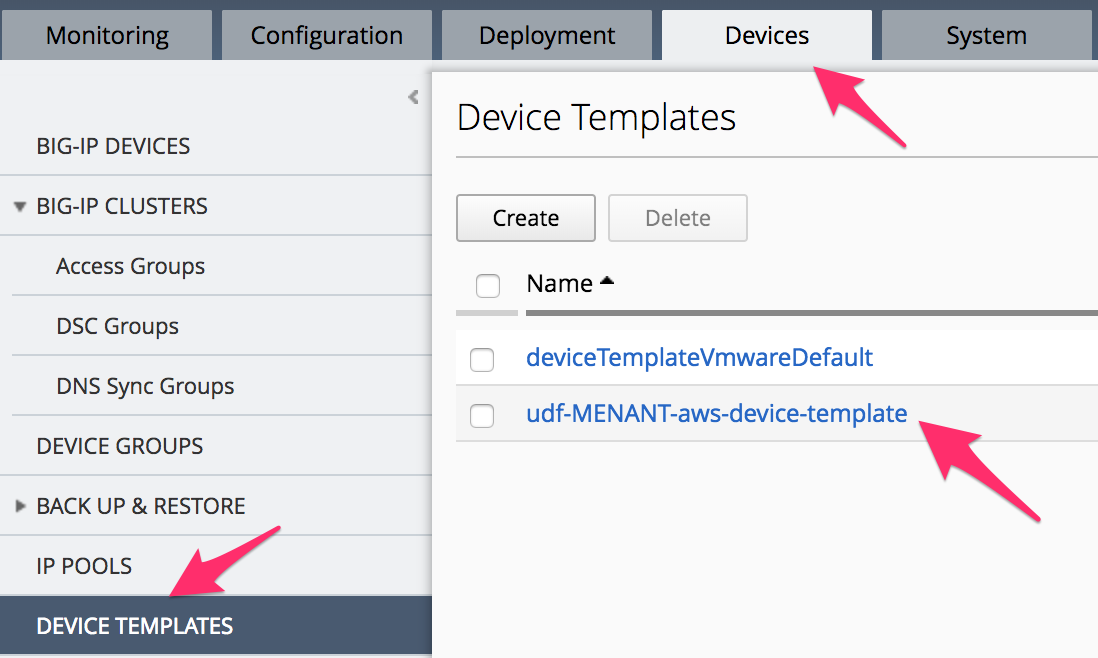 Monitoring Configuration Deployment Devices System
BIG-IP DEVICES
BIG-IP CLUSTERS
Access Groups
DSC Groups
DNS Sync Groups
DEVICE GROUPS
BACK UP & RESTORE
IP POOLS
DEVICE TEMPLATES
Device Templates
Create Delete
Name
deviceTemplateVmwareDefault
udf-MENANT-aws-device-template